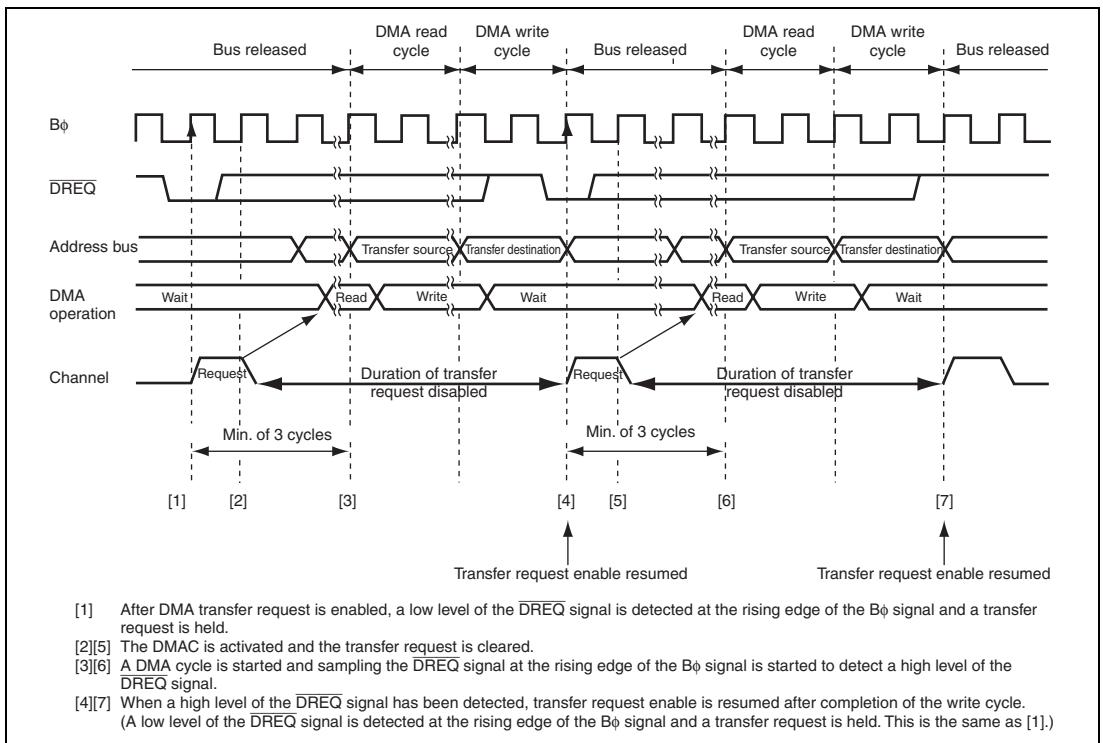 DMA read cycle
DMA write cycle
DMA read cycle
DMA write cycle
Bus released
Bus released
Bus released
Bφ
DREQ
Address bus
Transfer source
Transfer destination
Transfer source
Transfer destination
DMA operation
Wait
Read
Write
Wait
Read
Write
Wait
Channel
Request
Duration of transfer request disabled
Request
Duration of transfer request disabled
Min. of 3 cycles
Min. of 3 cycles
[1]
[2]
[3]
[4]
[5]
[6]
[7]
Transfer request enable resumed
Transfer request enable resumed
[1] After DMA transfer request is enabled, a low level of the DREQ signal is detected at the rising edge of the Bφ signal and a transfer
request is held.
[2][5] The DMAC is activated and the transfer request is cleared.
[3][6] A DMA cycle is started and sampling the DREQ signal at the rising edge of the Bφ signal is started to detect a high level of the
DREQ signal.
[4][7] When a high level of the DREQ signal has been detected, transfer request enable is resumed after completion of the write cycle.
(A low level of the DREQ signal is detected at the rising edge of the Bφ signal and a transfer request is held. This is the same as [1].)